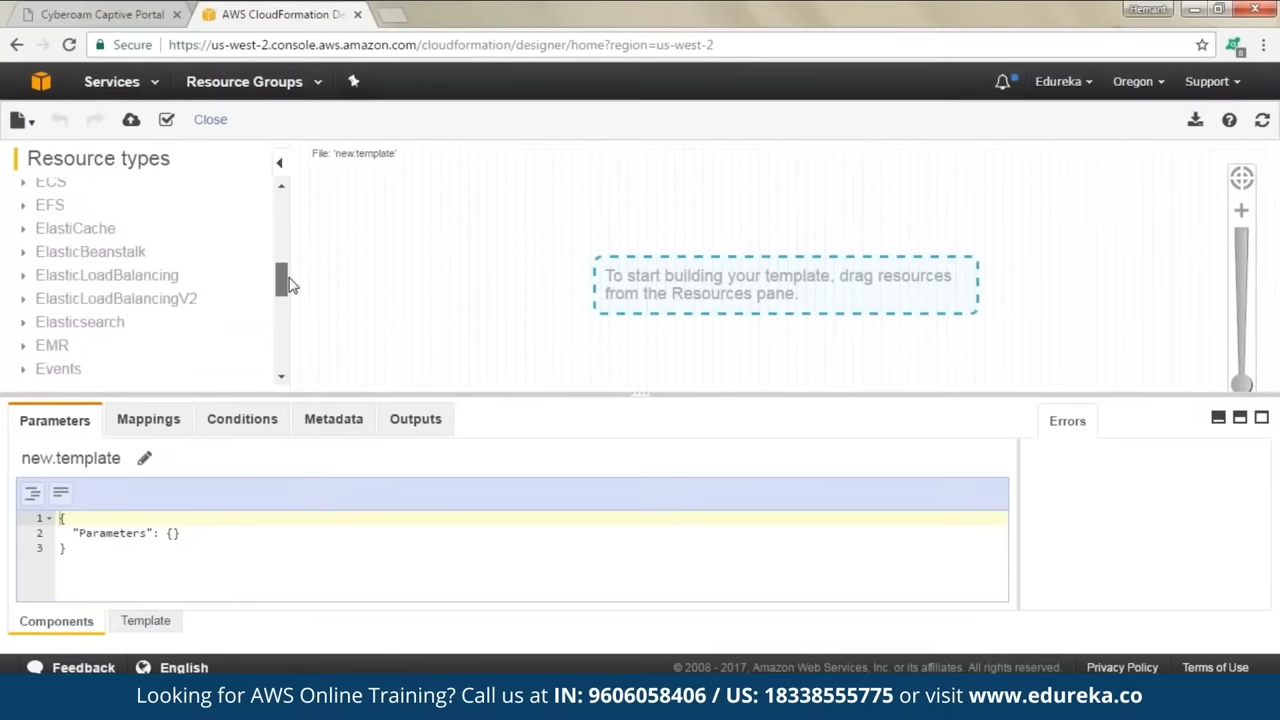 Cyberoam Captive Portal
AWS CloudFormation De
Hemant
Secure
https://us-west-2.console.aws.amazon.com/cloudformation/designer/home?region=us-west-2
Services Resource Groups Edureka Oregon Support
Close
Resource types
File: 'new.template'
ECS
EFS
ElastiCache
ElasticBeanstalk
ElasticLoadBalancing
ElasticLoadBalancingV2
Elasticsearch
EMR
Events
To start building your template, drag resources
from the Resources pane.
Parameters Mappings Conditions Metadata Outputs
Errors
new.template
1 {
2 "Parameters": {}
3 }
Components Template
Feedback English © 2008 - 2017, Amazon Web Services, Inc. or its affiliates. All rights reserved. Privacy Policy Terms of Use
Looking for AWS Online Training? Call us at IN: 9606058406 / US: 18338555775 or visit www.edureka.co